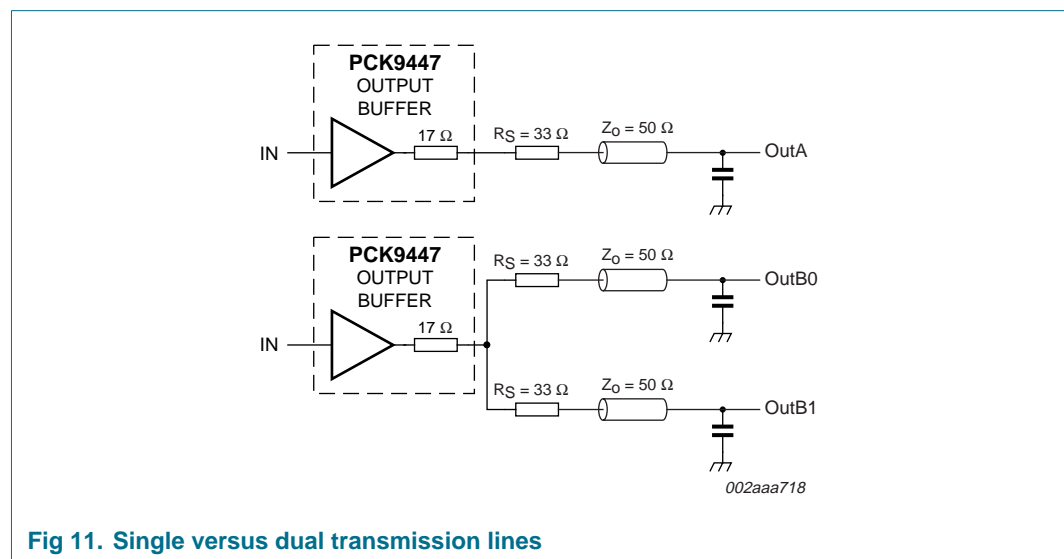 PCK9447
OUTPUT
BUFFER
IN
17 Ω
RS = 33 Ω
Zo = 50 Ω
OutA
PCK9447
OUTPUT
BUFFER
IN
17 Ω
RS = 33 Ω
Zo = 50 Ω
OutB0
RS = 33 Ω
Zo = 50 Ω
OutB1
002aaa718
Fig 11. Single versus dual transmission lines